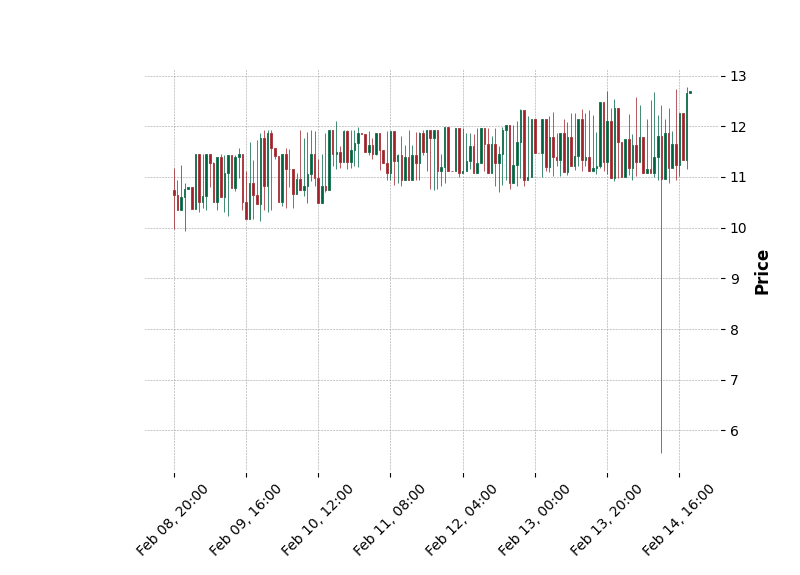 13
12
11
10
9
8
7
6
Price
Feb 08, 20:00
Feb 09, 16:00
Feb 10, 12:00
Feb 11, 08:00
Feb 12, 04:00
Feb 13, 00:00
Feb 13, 20:00
Feb 14, 16:00